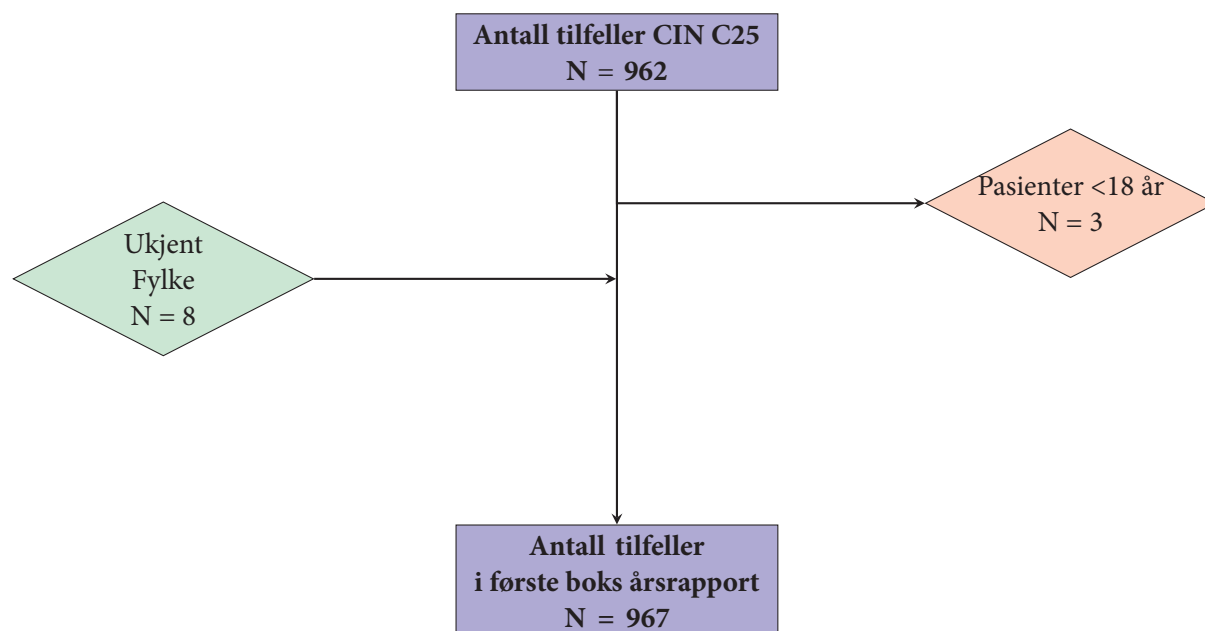 Antall tilfeller CIN C25
N = 962
Pasienter <18 år
N = 3
Ukjent
Fylke
N = 8
Antall tilfeller
i første boks årsrapport
N = 967